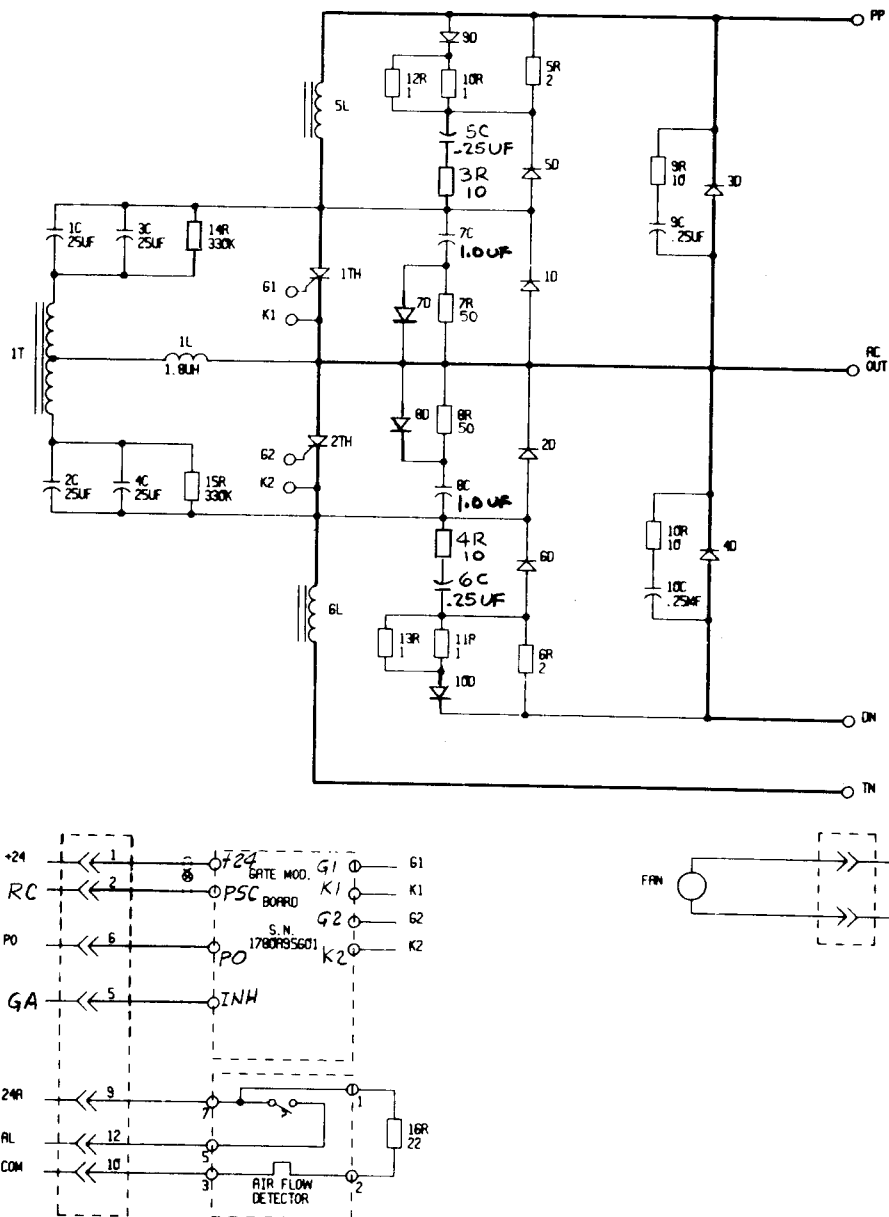 PP
9D
12R
1
10R
1
5R
2
5L
5C
.25UF
5D
3R
10
9R
10
3D
9C
.25UF
1C
25UF
3C
25UF
14R
330K
7C
1.0UF
1TH
G1
K1
7D
7R
50
1D
1T
1L
1.8UH
AC
OUT
8D
8R
50
2D
2TH
G2
K2
2C
25UF
4C
25UF
15R
330K
8C
1.0UF
4R
10
6D
10R
10
4D
6C
.25UF
10C
.25MF
6L
13R
1
11R
1
6R
2
10D
DN
TN
+24
1
+24
GATE MOD.
G1
G1
RC
2
PSC
BOARD
K1
K1
G2
G2
S.N.
1780A95G01
PO
6
PO
K2
K2
GA
5
INH
FAN
24A
9
7
1
16R
22
AL
12
5
COM
10
3
2
AIR FLOW
DETECTOR